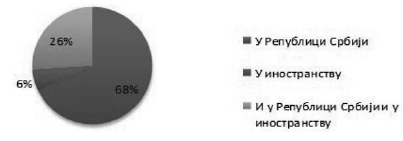 26%
6%
68%
У Републици Србији
У иностранству
И у Републици Србији и у
иностранству